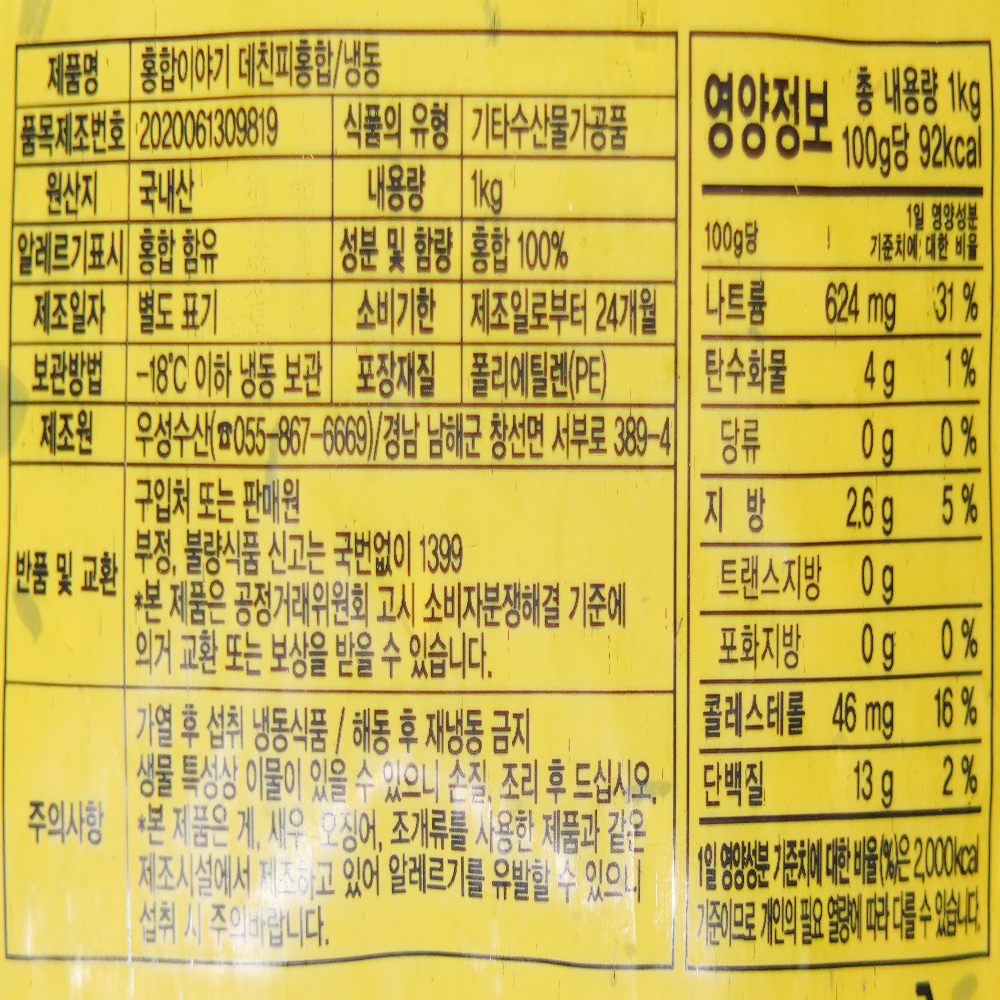 제품명 홍합이야기 데친피홍합/냉동
품목제조번호 2020061309819 식품의 유형 기타수산물가공품
원산지 국내산 내용량 1kg
알레르기표시 홍합 함유 성분 및 함량 홍합 100%
제조일자 별도 표기 소비기한 제조일로부터 24개월
보관방법 -18℃ 이하 냉동 보관 포장재질 폴리에틸렌(PE)
제조원 우성수산(☎055-867-6669)/경남 남해군 창선면 서부로 389-4
반품 및 교환
구입처 또는 판매원
부정, 불량식품 신고는 국번없이 1399
*본 제품은 공정거래위원회 고시 소비자분쟁해결 기준에
의거 교환 또는 보상을 받을 수 있습니다.
주의사항
가열 후 섭취 냉동식품 / 해동 후 재냉동 금지
생물 특성상 이물이 있을 수 있으니 손질, 조리 후 드십시오.
*본 제품은 게, 새우, 오징어, 조개류를 사용한 제품과 같은
제조시설에서 제조하고 있어 알레르기를 유발할 수 있으니
섭취 시 주의바랍니다.
영양정보 총 내용량 1kg
100g당 92kcal
100g당 1일 영양성분
기준치에 대한 비율
나트륨 624 mg 31 %
탄수화물 4 g 1 %
당류 0 g 0 %
지 방 2.6 g 5 %
트랜스지방 0 g
포화지방 0 g 0 %
콜레스테롤 46 mg 16 %
단백질 13 g 2 %
1일 영양성분 기준치에 대한 비율(%)은 2,000kcal
기준이므로 개인의 필요 열량에 따라 다를 수 있습니다.